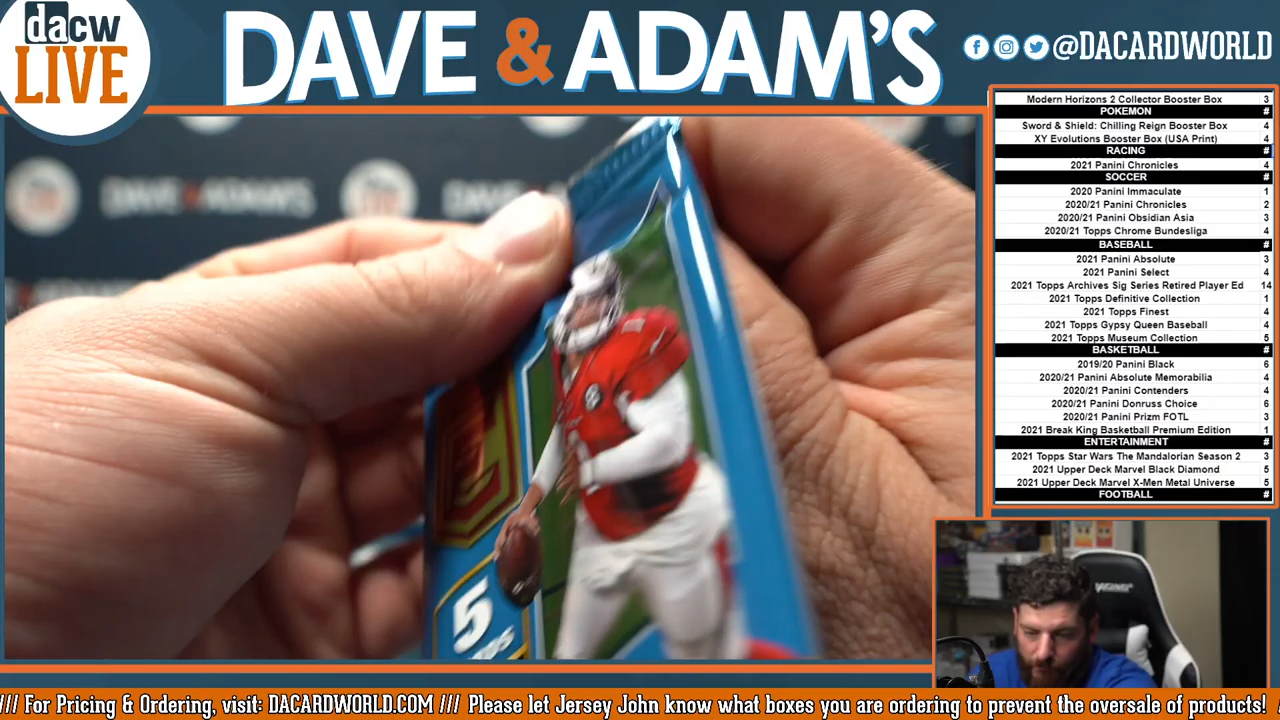 dacw
LIVE
DAVE & ADAM'S
@DACARDWORLD
DAVE & ADAM'S
DAVE
5
Modern Horizons 2 Collector Booster Box 3
POKEMON #
Sword & Shield: Chilling Reign Booster Box 4
XY Evolutions Booster Box (USA Print) 4
RACING #
2021 Panini Chronicles 4
SOCCER #
2020 Panini Immaculate 1
2020/21 Panini Chronicles 2
2020/21 Panini Obsidian Asia 3
2020/21 Topps Chrome Bundesliga 4
BASEBALL #
2021 Panini Absolute 3
2021 Panini Select 4
2021 Topps Archives Sig Series Retired Player Ed 14
2021 Topps Definitive Collection 1
2021 Topps Finest 4
2021 Topps Gypsy Queen Baseball 4
2021 Topps Museum Collection 5
BASKETBALL #
2019/20 Panini Black 6
2020/21 Panini Absolute Memorabilia 4
2020/21 Panini Contenders 4
2020/21 Panini Donruss Choice 6
2020/21 Panini Prizm FOTL 3
2021 Break King Basketball Premium Edition 1
ENTERTAINMENT #
2021 Topps Star Wars The Mandalorian Season 2 3
2021 Upper Deck Marvel Black Diamond 5
2021 Upper Deck Marvel X-Men Metal Universe 5
FOOTBALL #
/// For Pricing & Ordering, visit: DACARDWORLD.COM /// Please let Jersey John know what boxes you are ordering to prevent the oversale of products!